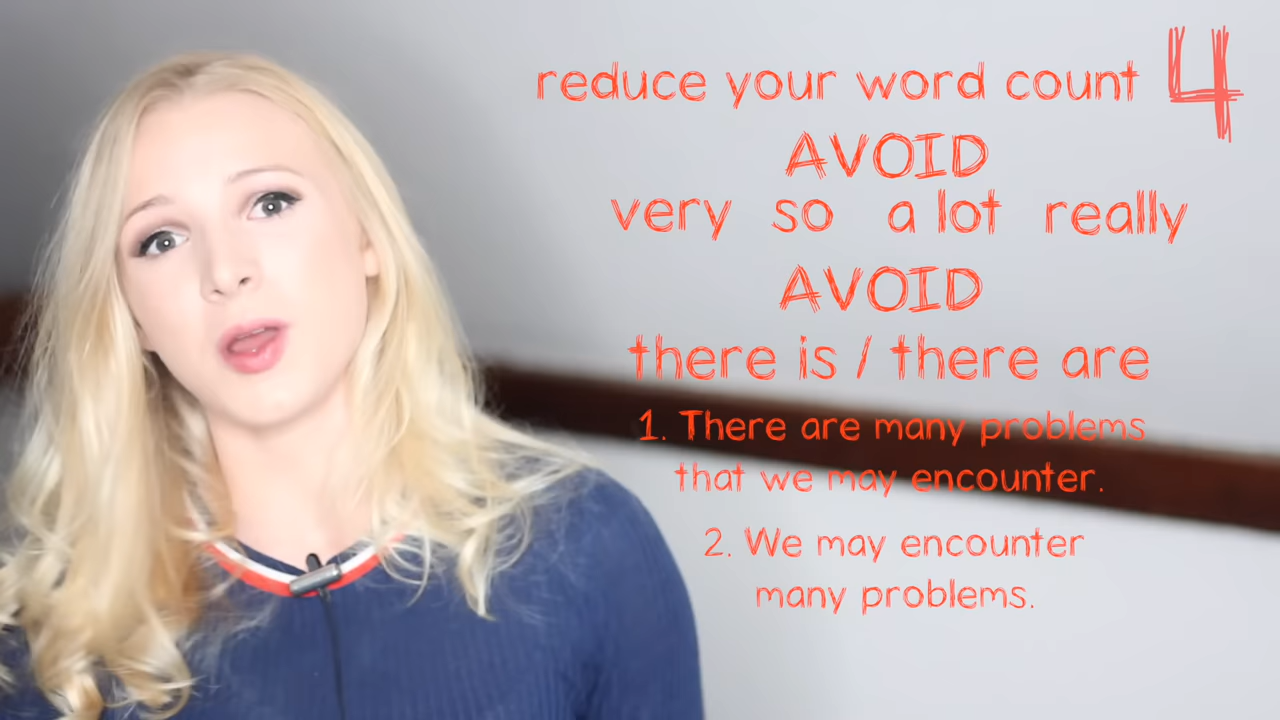 reduce your word count 4
AVOID
very so a lot really
AVOID
there is / there are
1. There are many problems
that we may encounter.
2. We may encounter
many problems.